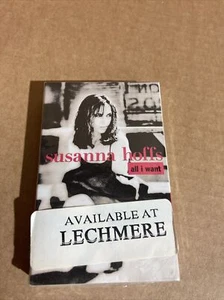 susanna hoffs
all i want
AVAILABLE AT
LECHMERE